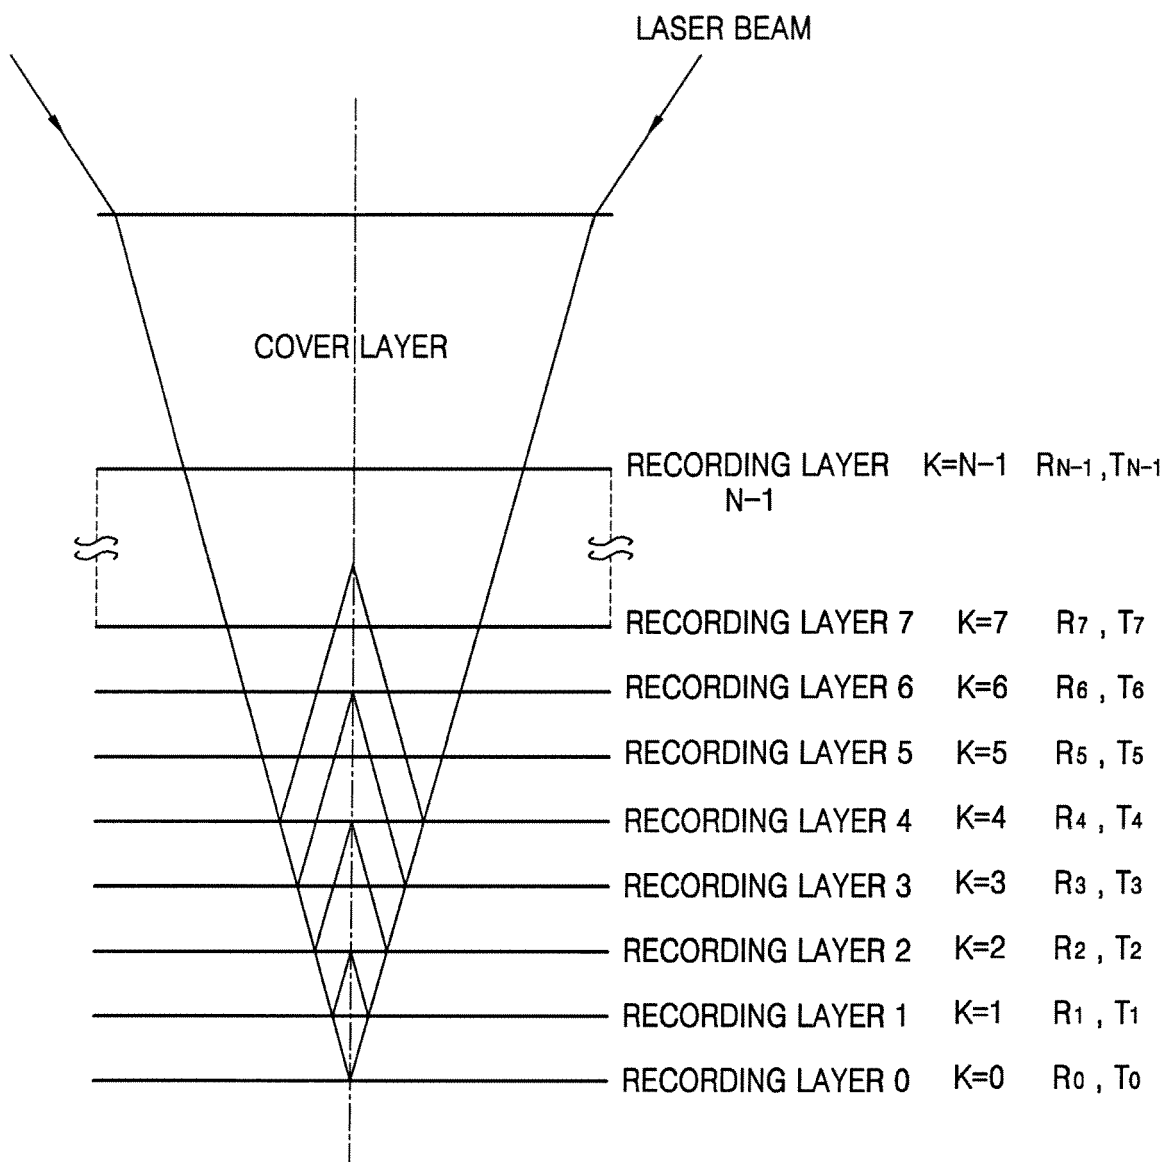 LASER BEAM
COVER LAYER
RECORDING LAYER K=N-1 RN-1 ,TN-1
N-1
RECORDING LAYER 7 K=7 R7 , T7
RECORDING LAYER 6 K=6 R6 , T6
RECORDING LAYER 5 K=5 R5 , T5
RECORDING LAYER 4 K=4 R4 , T4
RECORDING LAYER 3 K=3 R3 , T3
RECORDING LAYER 2 K=2 R2 , T2
RECORDING LAYER 1 K=1 R1 , T1
RECORDING LAYER 0 K=0 R0 , T0